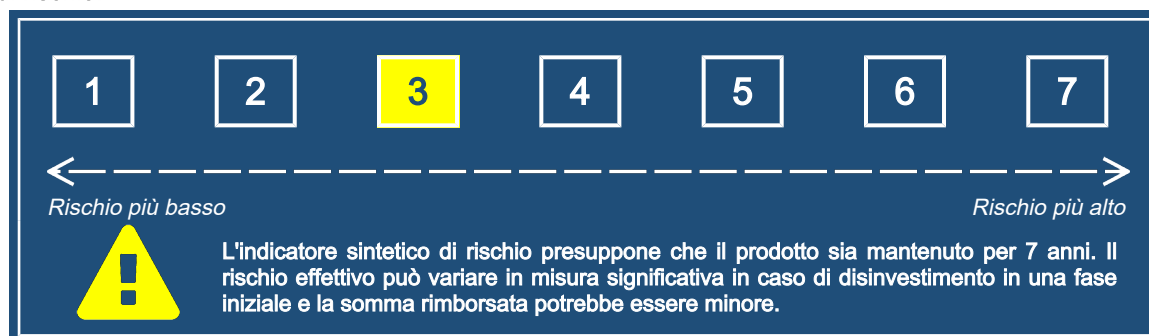 1 2 3 4 5 6 7
Rischio più basso Rischio più alto
L'indicatore sintetico di rischio presuppone che il prodotto sia mantenuto per 7 anni. Il
rischio effettivo può variare in misura significativa in caso di disinvestimento in una fase
iniziale e la somma rimborsata potrebbe essere minore.